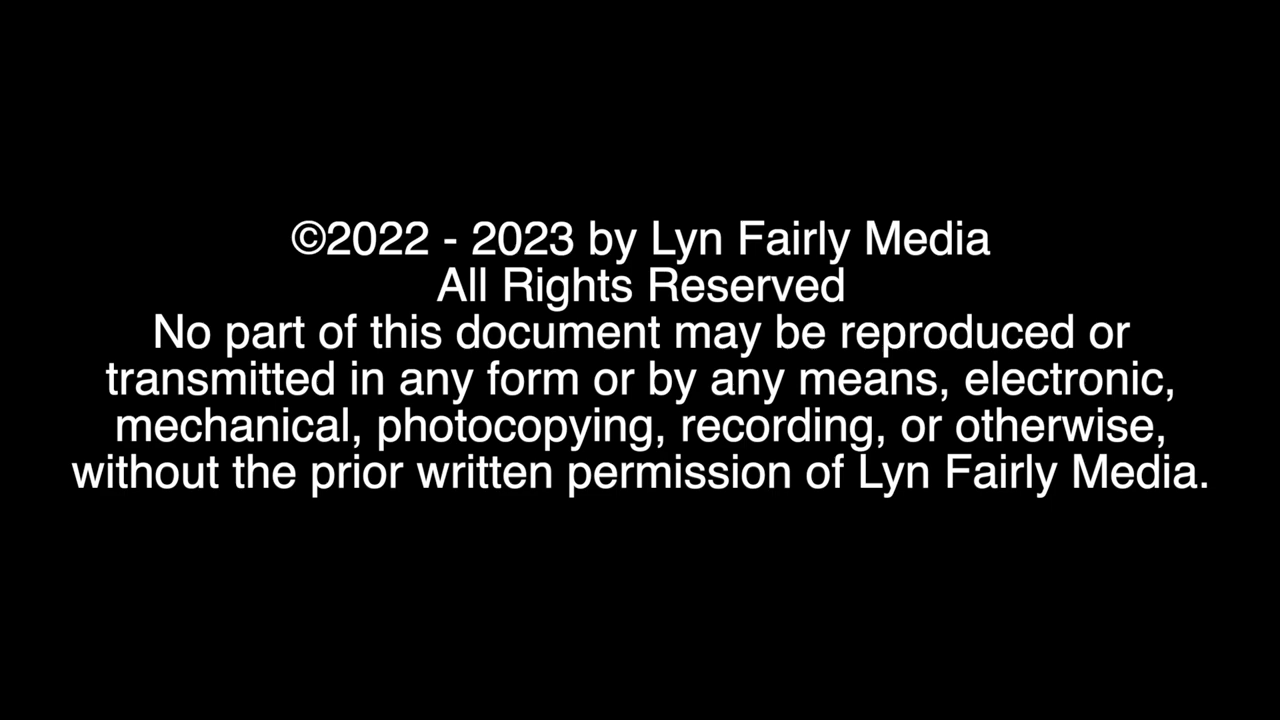 ©2022 - 2023 by Lyn Fairly Media
All Rights Reserved
No part of this document may be reproduced or
transmitted in any form or by any means, electronic,
mechanical, photocopying, recording, or otherwise,
without the prior written permission of Lyn Fairly Media.